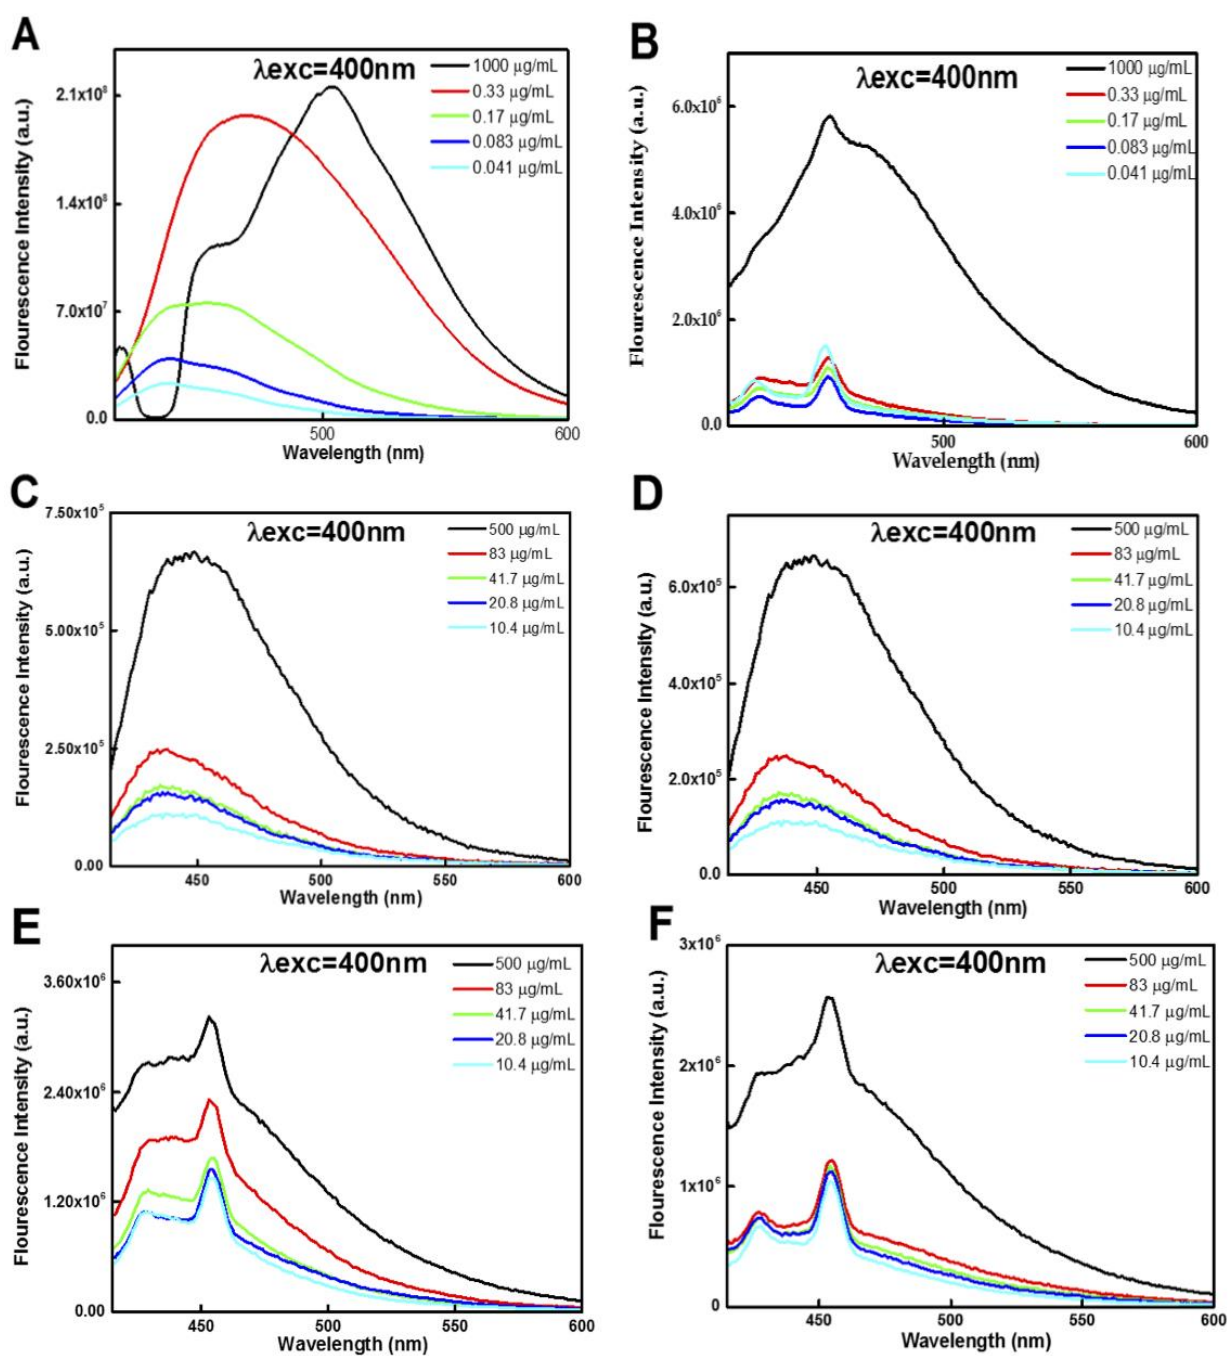 A
λexc=400nm
1000 µg/mL
0.33 µg/mL
0.17 µg/mL
0.083 µg/mL
0.041 µg/mL
Flourescence Intensity (a.u.)
2.1x10⁸
1.4x10⁸
7.0x10⁷
0.0
500
600
Wavelength (nm)
B
λexc=400nm
1000 µg/mL
0.33 µg/mL
0.17 µg/mL
0.083 µg/mL
0.041 µg/mL
Flourescence Intensity (a.u.)
6.0x10⁶
4.0x10⁶
2.0x10⁶
0.0
500
600
Wavelength (nm)
C
λexc=400nm
500 µg/mL
83 µg/mL
41.7 µg/mL
20.8 µg/mL
10.4 µg/mL
Flourescence Intensity (a.u.)
7.50x10⁵
5.00x10⁵
2.50x10⁵
0.00
450
500
550
600
Wavelength (nm)
D
λexc=400nm
500 µg/mL
83 µg/mL
41.7 µg/mL
20.8 µg/mL
10.4 µg/mL
Flourescence Intensity (a.u.)
6.0x10⁵
4.0x10⁵
2.0x10⁵
0.0
450
500
550
600
Wavelength (nm)
E
λexc=400nm
500 µg/mL
83 µg/mL
41.7 µg/mL
20.8 µg/mL
10.4 µg/mL
Flourescence Intensity (a.u.)
3.60x10⁶
2.40x10⁶
1.20x10⁶
0.00
450
500
550
600
Wavelength (nm)
F
λexc=400nm
500 µg/mL
83 µg/mL
41.7 µg/mL
20.8 µg/mL
10.4 µg/mL
Flourescence Intensity (a.u.)
3x10⁶
2x10⁶
1x10⁶
0
450
500
550
600
Wavelength (nm)